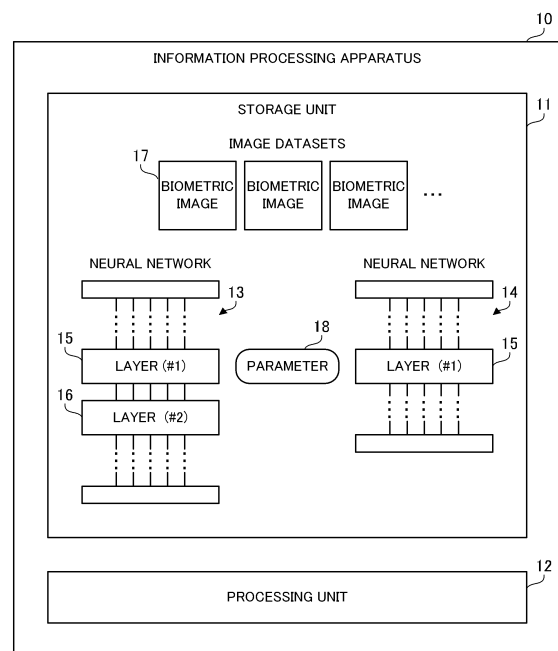 10
INFORMATION PROCESSING APPARATUS
11
STORAGE UNIT
IMAGE DATASETS
17
BIOMETRIC IMAGE
BIOMETRIC IMAGE
BIOMETRIC IMAGE
...
NEURAL NETWORK
NEURAL NETWORK
13
14
15
LAYER (#1)
18
PARAMETER
LAYER (#1)
15
16
LAYER (#2)
12
PROCESSING UNIT